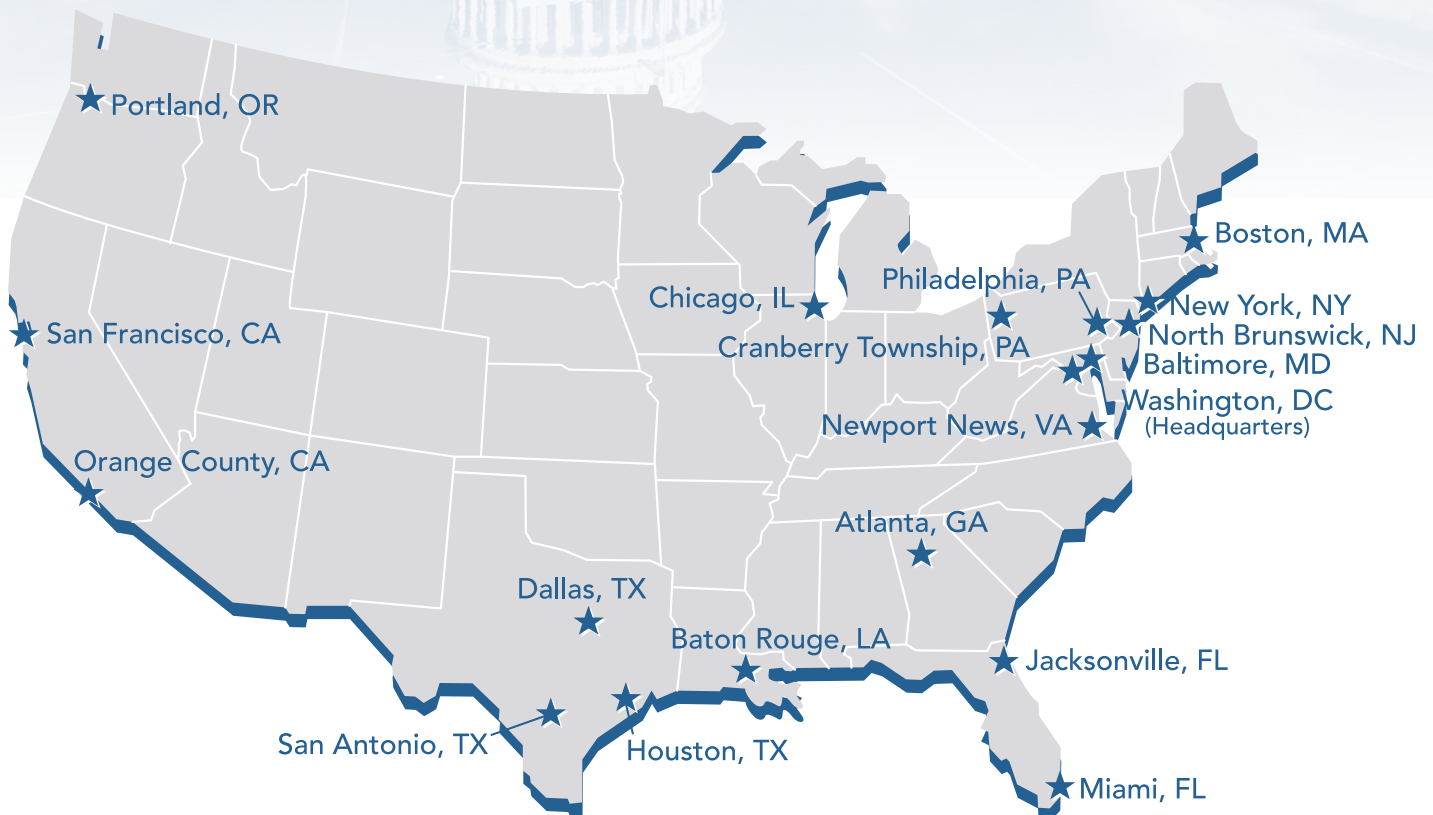 Portland, OR
Boston, MA
Philadelphia, PA
Chicago, IL
New York, NY
San Francisco, CA
North Brunswick, NJ
Cranberry Township, PA
Baltimore, MD
Washington, DC
(Headquarters)
Newport News, VA
Orange County, CA
Atlanta, GA
Dallas, TX
Baton Rouge, LA
Jacksonville, FL
San Antonio, TX
Houston, TX
Miami, FL